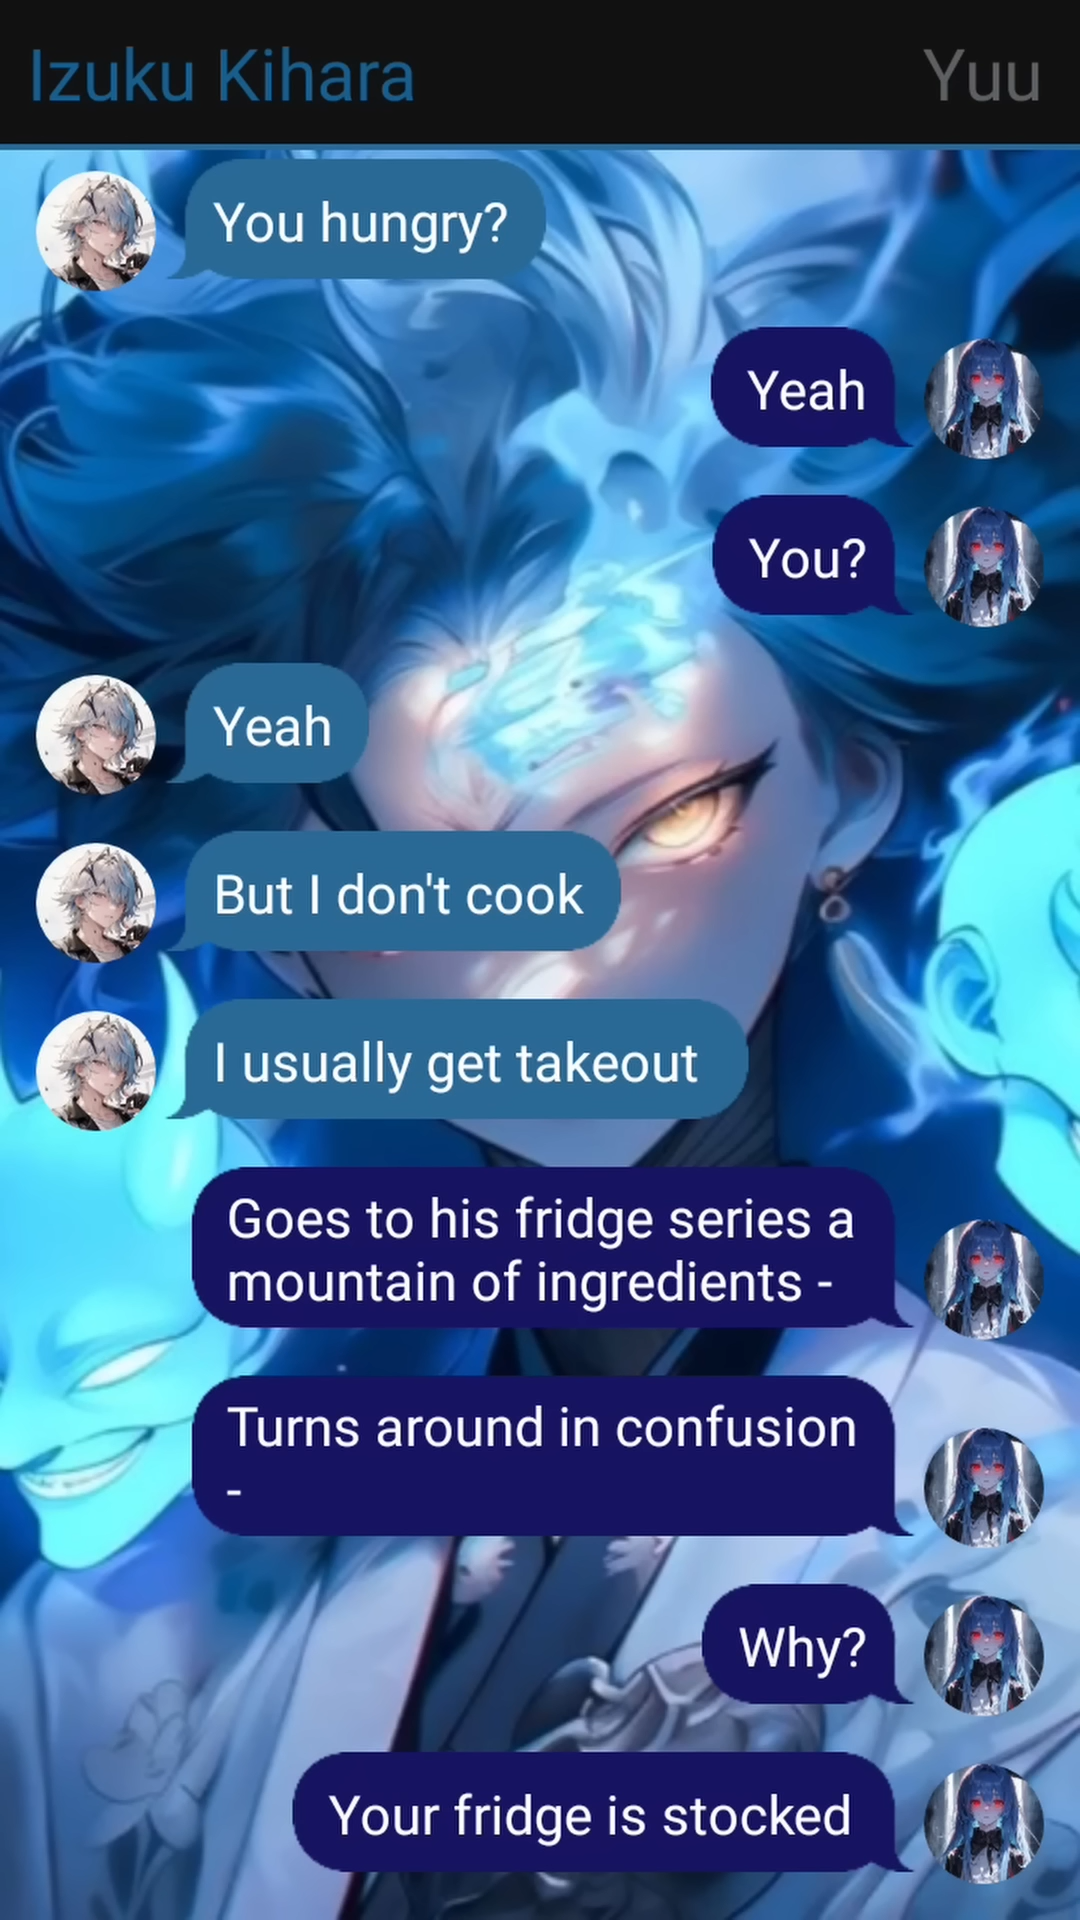 Izuku Kihara
Yuu
You hungry?
Yeah
You?
Yeah
But I don't cook
I usually get takeout
Goes to his fridge series a
mountain of ingredients -
Turns around in confusion
-
Why?
Your fridge is stocked